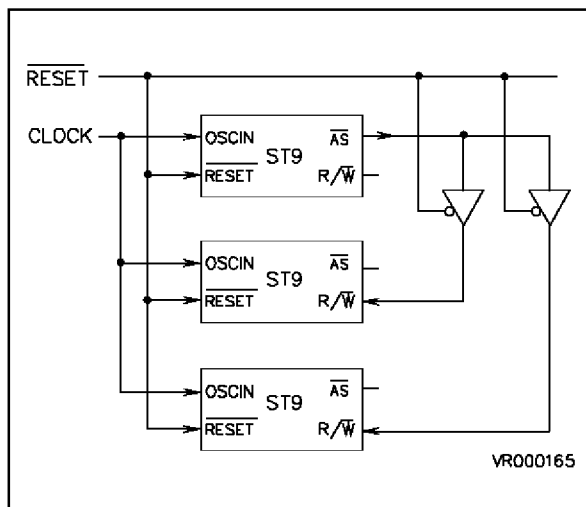 RESET
CLOCK
OSCIN
AS
ST9
RESET
R/W
OSCIN
AS
ST9
RESET
R/W
OSCIN
AS
ST9
RESET
R/W
VR000165